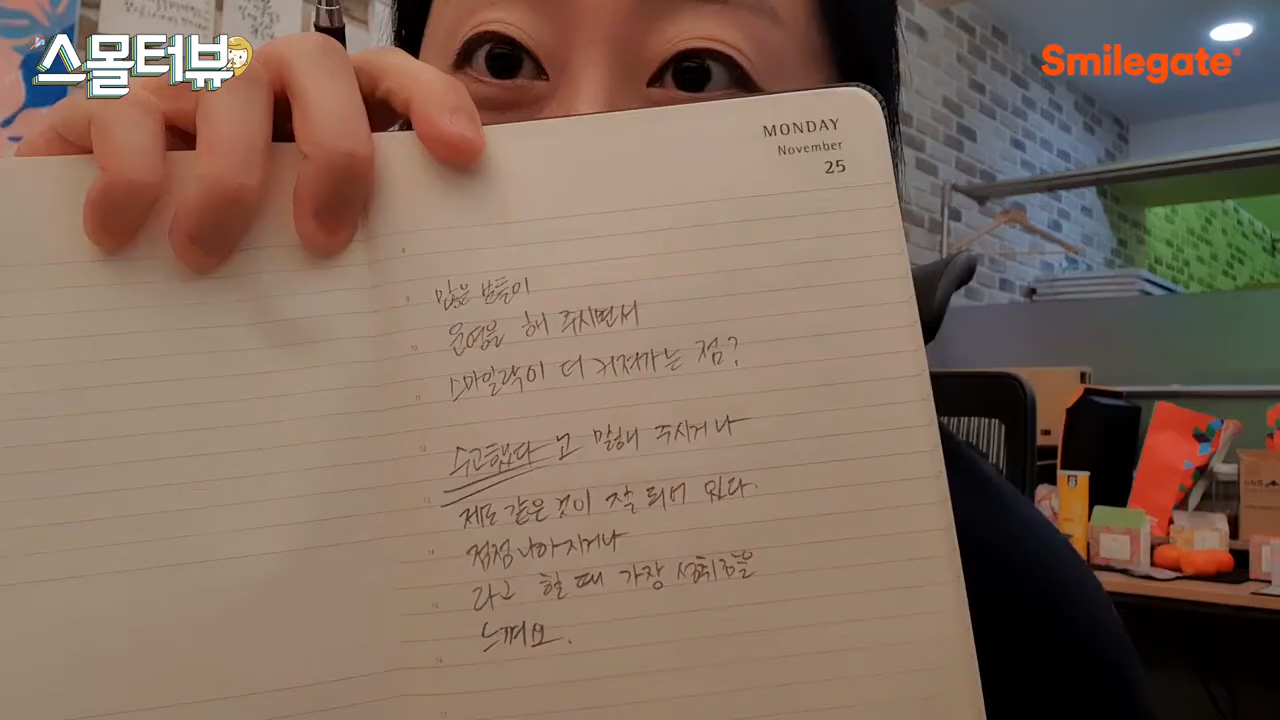 스몰터뷰
Smilegate
MONDAY
November
25
많은 분들이
운영을 해 주시면서
스마일락이 더 커져가는 점?
수고했다 고 말해 주시거나
제도 같은 것이 잘 되어 있다.
점점 나아지거나
라고 할 때 가장 성취감을
느껴요.